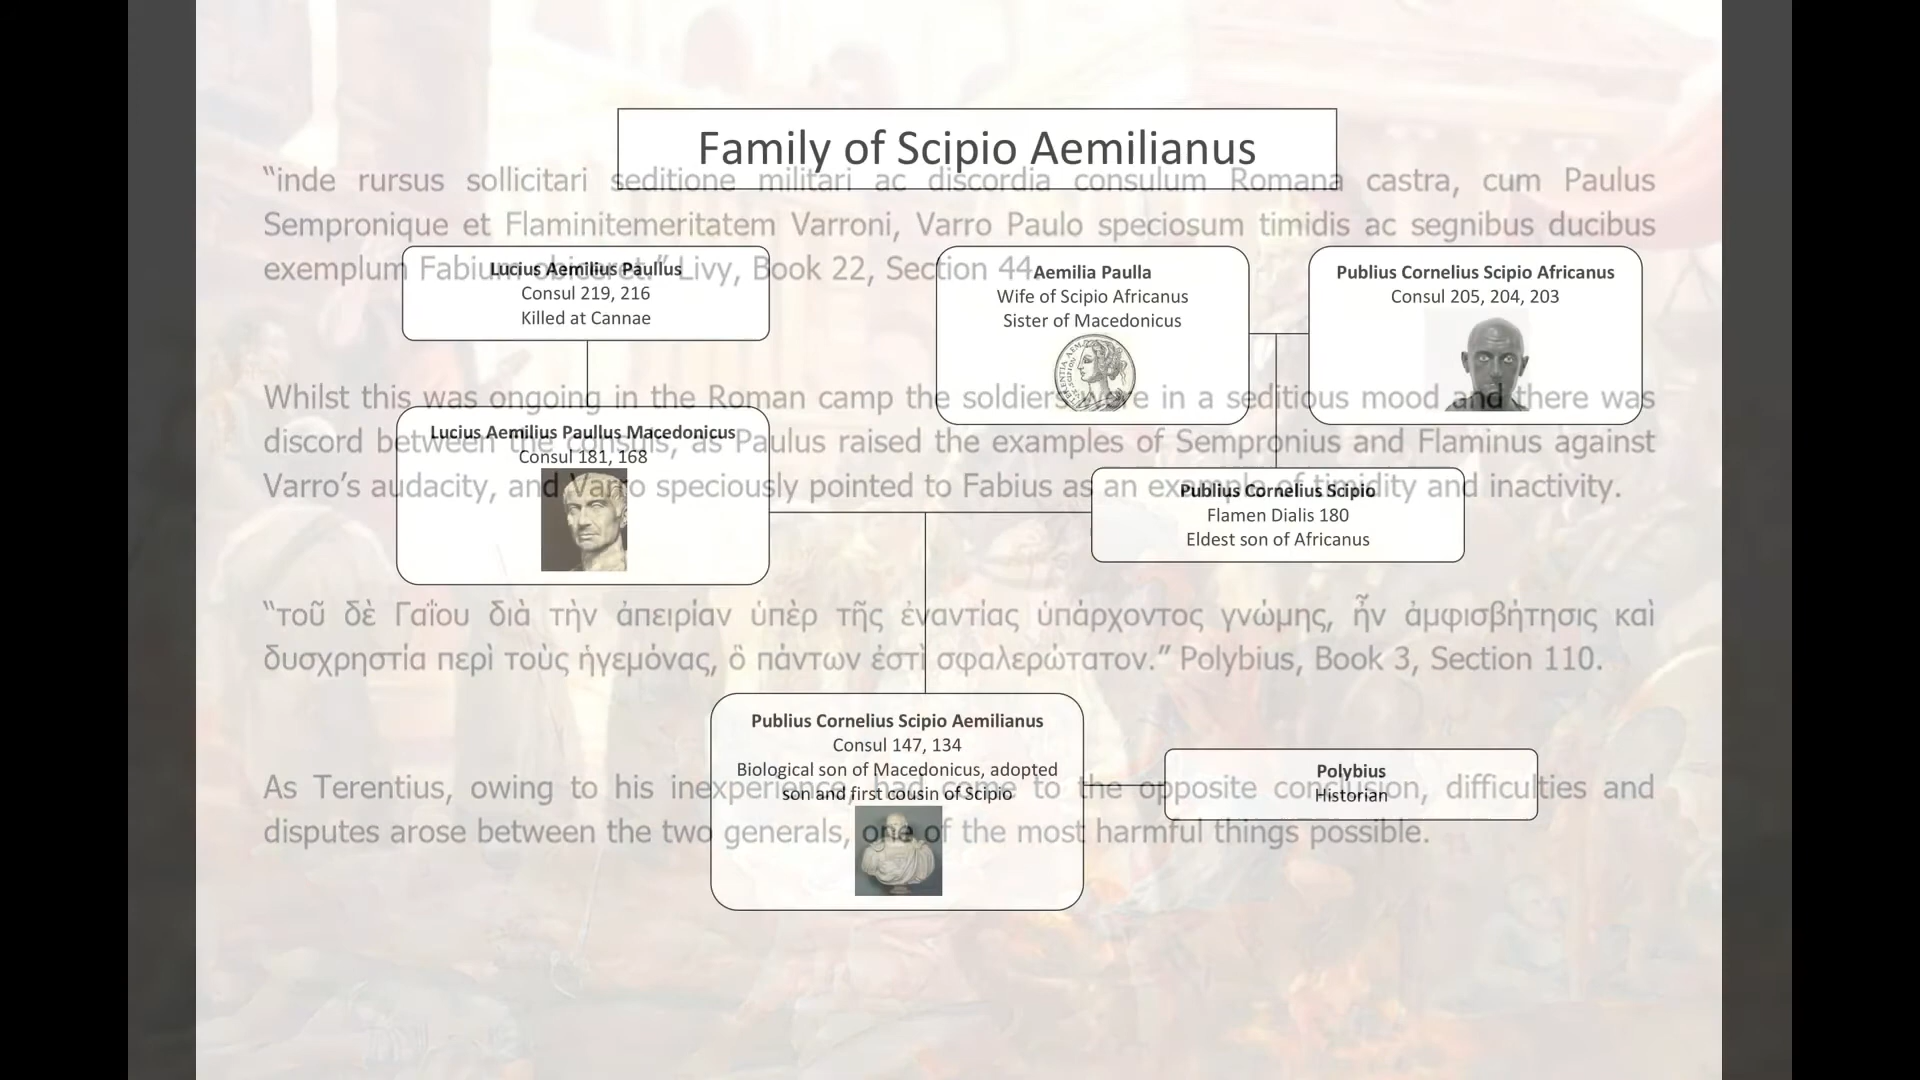 Family of Scipio Aemilianus
“inde rursus sollicitari seditione militari ac discordia consulum Romana castra, cum Paulus
Sempronique et Flaminitemeritatem Varroni, Varro Paulo speciosum timidis ac segnibus ducibus
exemplum Fabium obiceret.” Livy, Book 22, Section 44.
Lucius Aemilius Paullus
Consul 219, 216
Killed at Cannae
Aemilia Paulla
Wife of Scipio Africanus
Sister of Macedonicus
Publius Cornelius Scipio Africanus
Consul 205, 204, 203
Whilst this was ongoing in the Roman camp the soldiers were in a seditious mood and there was
discord between the consuls, as Paulus raised the examples of Sempronius and Flaminus against
Varro’s audacity, and Varro speciously pointed to Fabius as an example of timidity and inactivity.
Lucius Aemilius Paullus Macedonicus
Consul 181, 168
Publius Cornelius Scipio
Flamen Dialis 180
Eldest son of Africanus
“τοῦ δὲ Γαΐου διὰ τὴν ἀπειρίαν ὑπὲρ τῆς ἐναντίας ὑπάρχοντος γνώμης, ἦν ἀμφισβήτησις καὶ
δυσχρηστία περὶ τοὺς ἡγεμόνας, ὃ πάντων ἐστὶ σφαλερώτατον.” Polybius, Book 3, Section 110.
Publius Cornelius Scipio Aemilianus
Consul 147, 134
Biological son of Macedonicus, adopted
son and first cousin of Scipio
Polybius
Historian
As Terentius, owing to his inexperience, had come to the opposite conclusion, difficulties and
disputes arose between the two generals, one of the most harmful things possible.